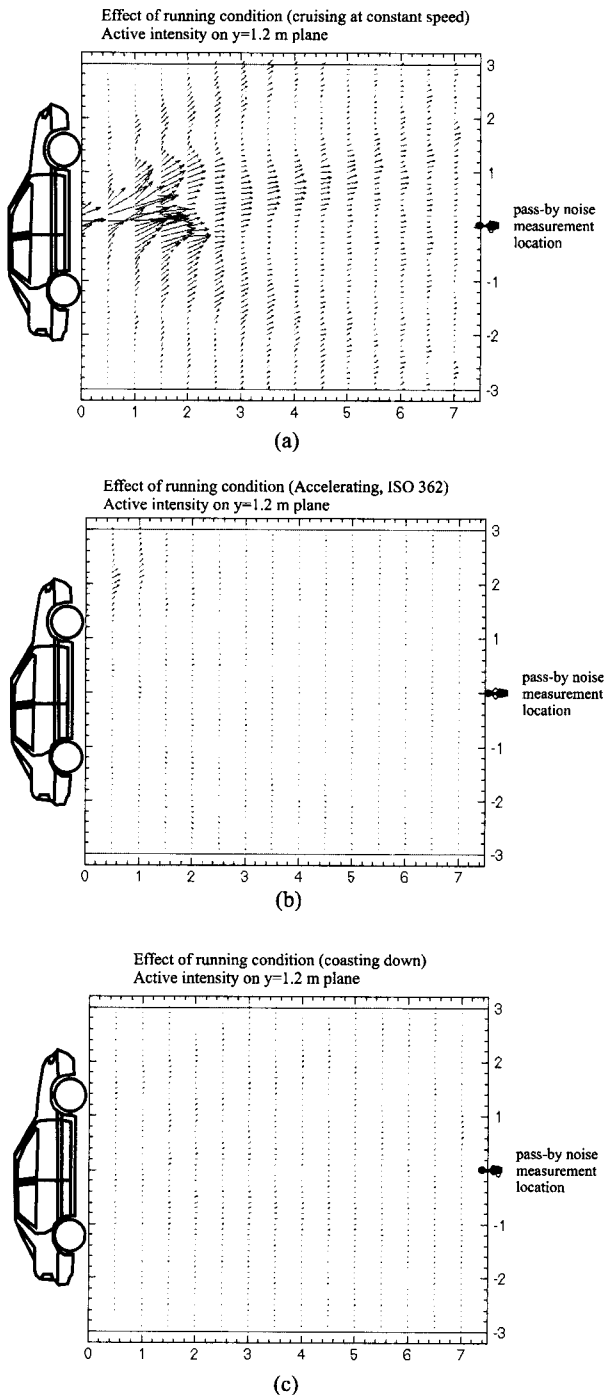 Effect of running condition (cruising at constant speed)
Active intensity on y=1.2 m plane
3
2
1
0
-1
-2
-3
pass-by noise
measurement
location
0 1 2 3 4 5 6 7
(a)
Effect of running condition (Accelerating, ISO 362)
Active intensity on y=1.2 m plane
3
2
1
0
-1
-2
-3
pass-by noise
measurement
location
0 1 2 3 4 5 6 7
(b)
Effect of running condition (coasting down)
Active intensity on y=1.2 m plane
3
2
1
0
-1
-2
-3
pass-by noise
measurement
location
0 1 2 3 4 5 6 7
(c)